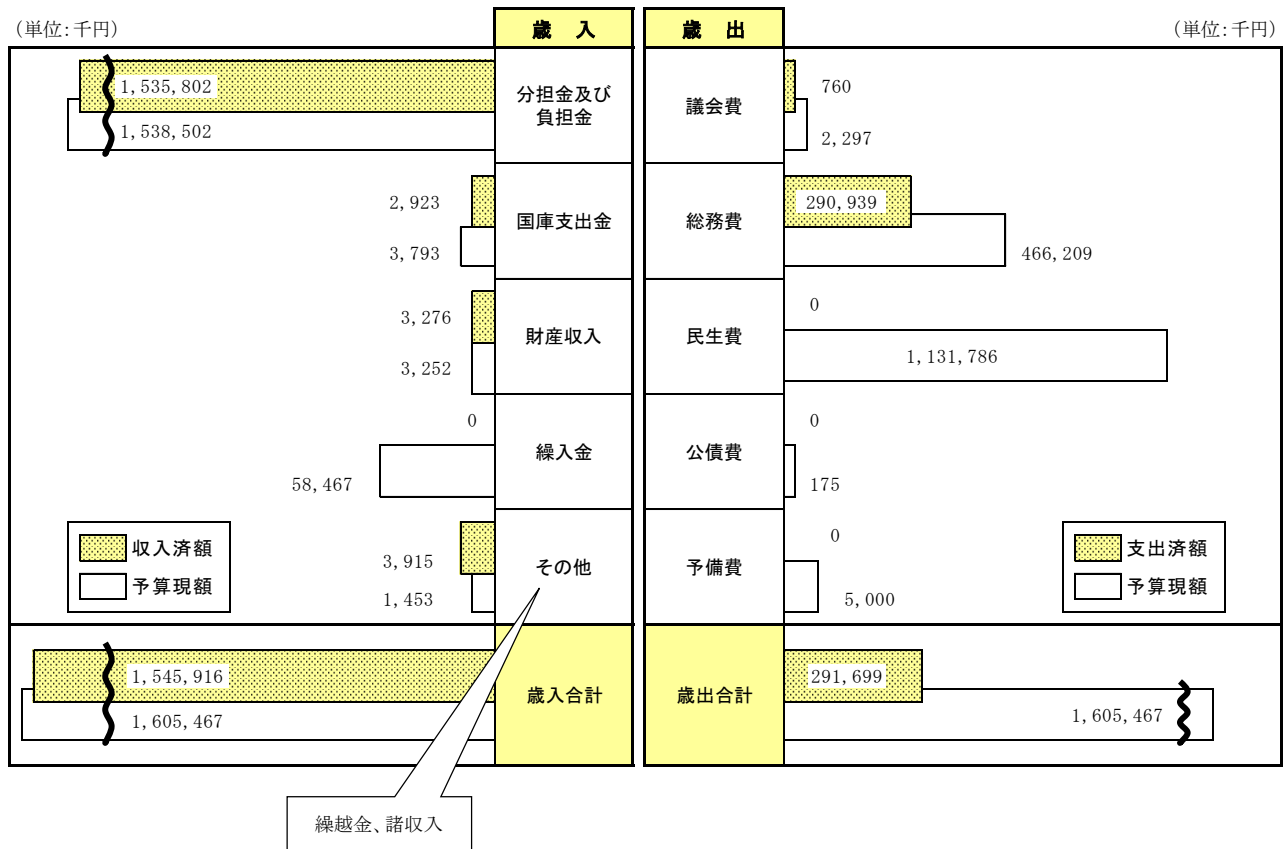 （単位：千円）
歳　入
歳　出
（単位：千円）
1,535,802
1,538,502
分担金及び
負担金
議会費
760
2,297
2,923
3,793
国庫支出金
総務費
290,939
466,209
3,276
3,252
財産収入
民生費
0
1,131,786
0
58,467
繰入金
公債費
0
175
収入済額
予算現額
3,915
1,453
その他
予備費
0
5,000
支出済額
予算現額
1,545,916
1,605,467
歳入合計
歳出合計
291,699
1,605,467
繰越金、諸収入